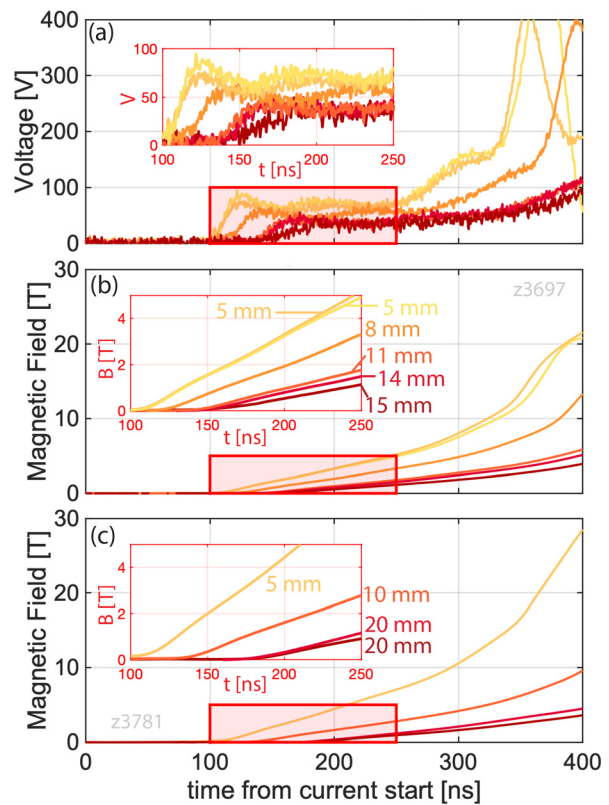 (a)
Voltage [V]
400
300
200
100
0
V
100
50
0
100
150
200
250
t [ns]
(b)
z3697
Magnetic Field [T]
30
20
10
0
B [T]
4
2
0
100
150
200
250
t [ns]
5 mm
5 mm
8 mm
11 mm
14 mm
15 mm
(c)
z3781
Magnetic Field [T]
30
20
10
0
B [T]
4
2
0
100
150
200
250
t [ns]
5 mm
10 mm
20 mm
20 mm
0
100
200
300
400
time from current start [ns]